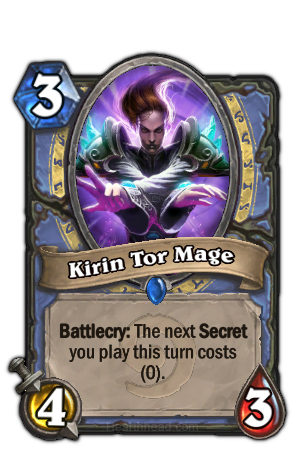 3
Kirin Tor Mage
Battlecry: The next Secret
you play this turn costs
(0).
4
3